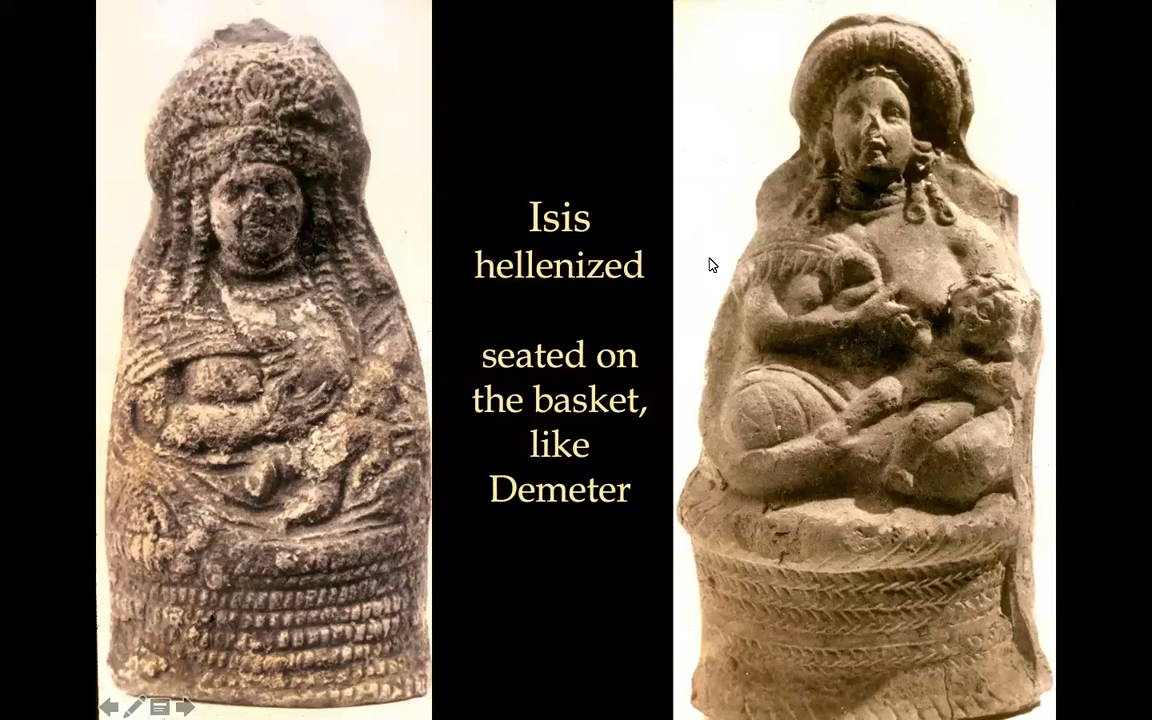 Isis
hellenized
seated on
the basket,
like
Demeter